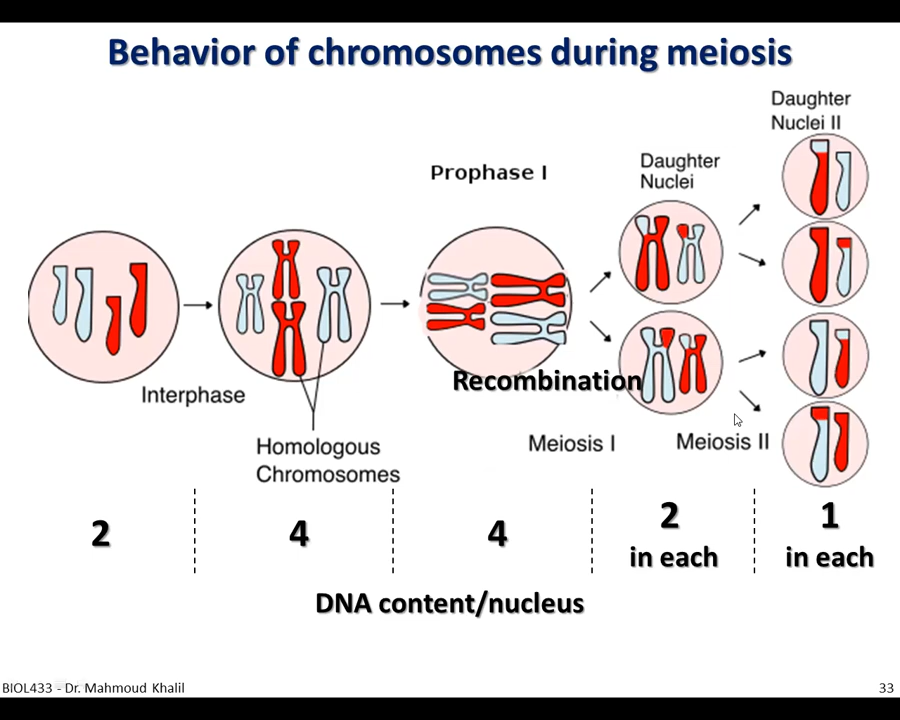 Behavior of chromosomes during meiosis
Daughter
Nuclei II
Prophase I
Daughter
Nuclei
Interphase
Recombination
Homologous
Chromosomes
Meiosis I
Meiosis II
2
4
4
2
in each
1
in each
DNA content/nucleus
BIOL433 - Dr. Mahmoud Khalil
33